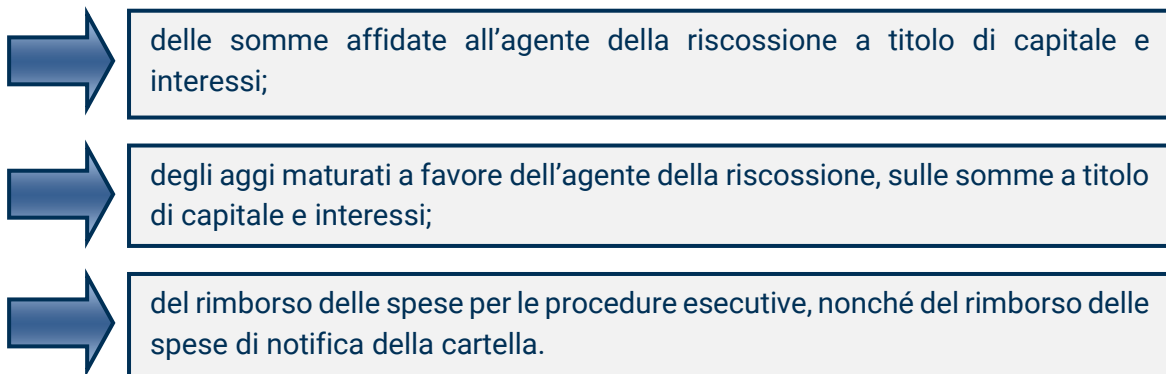 delle somme affidate all’agente della riscossione a titolo di capitale e
interessi;
degli aggi maturati a favore dell’agente della riscossione, sulle somme a titolo
di capitale e interessi;
del rimborso delle spese per le procedure esecutive, nonché del rimborso delle
spese di notifica della cartella.